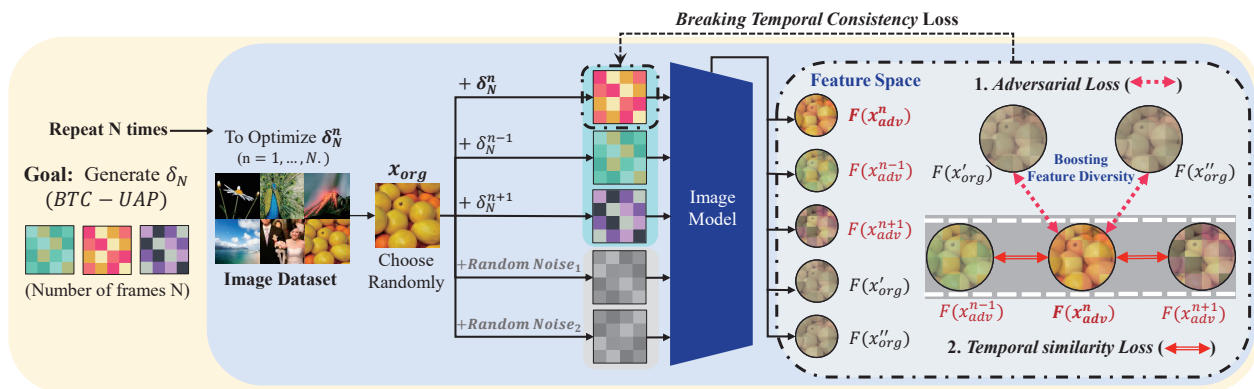 Breaking Temporal Consistency Loss
Repeat N times
Goal: Generate δ_N
(BTC − UAP)
(Number of frames N)
To Optimize δ_N^n
(n = 1, ..., N.)
Image Dataset
x_org
Choose
Randomly
+ δ_N^n
+ δ_N^{n-1}
+ δ_N^{n+1}
+Random Noise_1
+Random Noise_2
Image
Model
Feature Space
F(x_adv^n)
F(x_adv^{n-1})
F(x_adv^{n+1})
F(x'_org)
F(x''_org)
1. Adversarial Loss ( )
F(x'_org)
Boosting
Feature Diversity
F(x''_org)
F(x_adv^{n-1})
F(x_adv^n)
F(x_adv^{n+1})
2. Temporal similarity Loss ( )